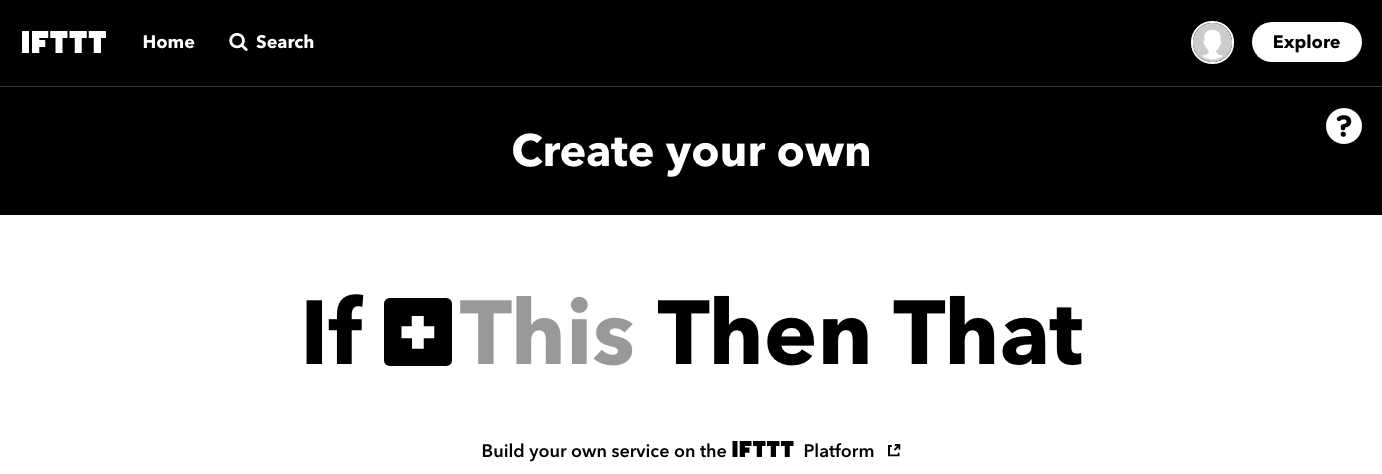 IFTTT Home Search Explore
Create your own
?
If +This Then That
Build your own service on the IFTTT Platform